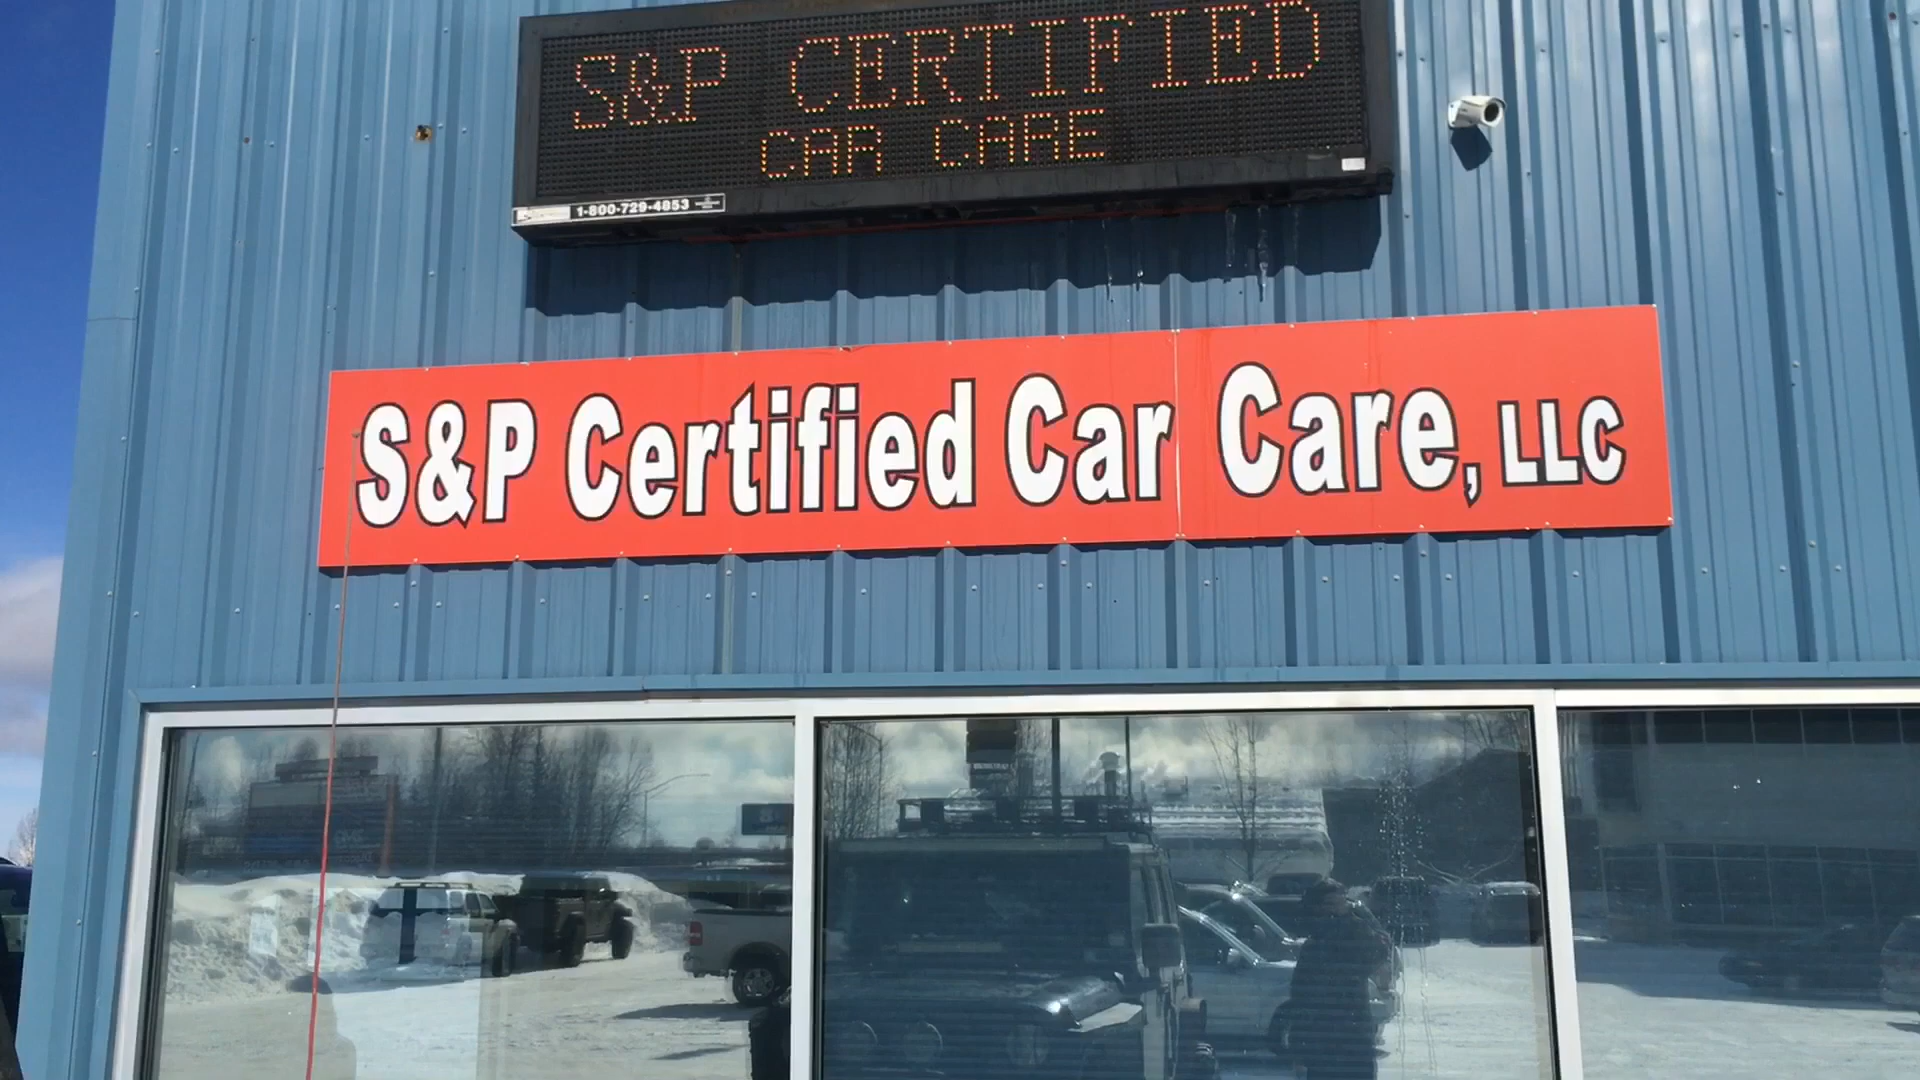 S&P CERTIFIED
CAR CARE
1-800-729-4853
S&P Certified Car Care, LLC